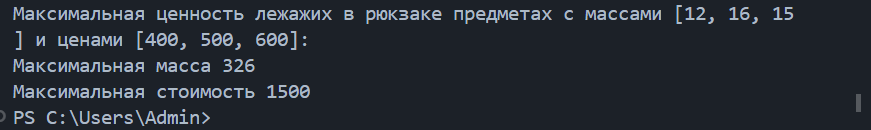 Максимальная ценность лежажих в рюкзаке предметах с массами [12, 16, 15
] и ценами [400, 500, 600]:
Максимальная масса 326
Максимальная стоимость 1500
PS C:\Users\Admin>